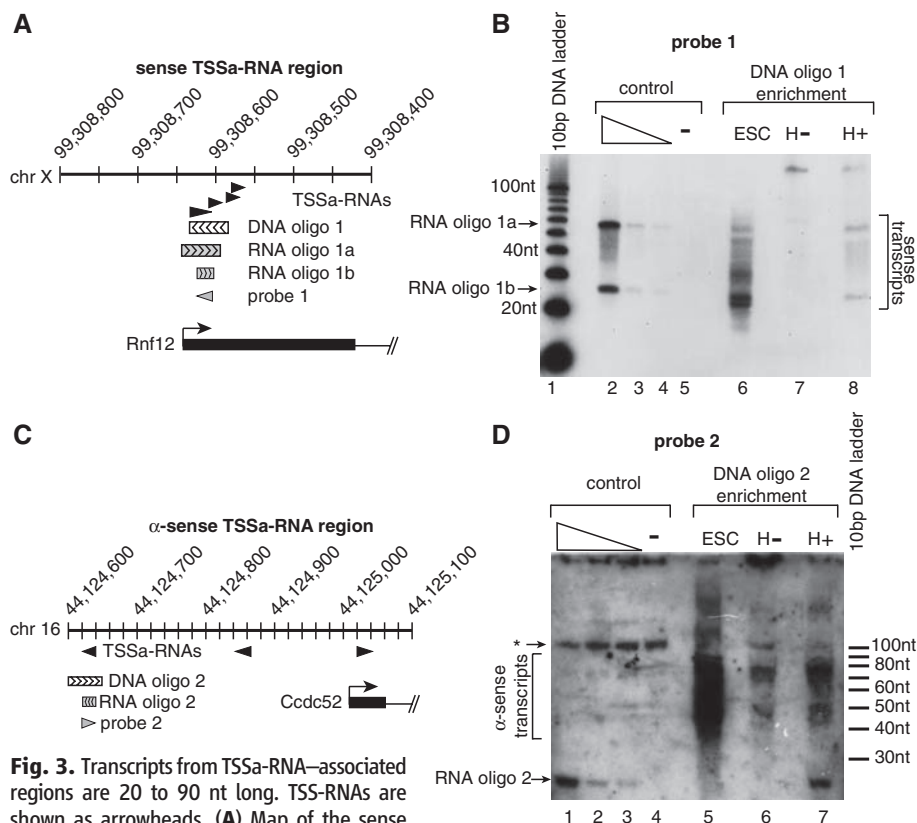 A
sense TSSa-RNA region
99,308,800
99,308,700
99,308,600
99,308,500
99,308,400
chr X
TSSa-RNAs
DNA oligo 1
RNA oligo 1a
RNA oligo 1b
probe 1
Rnf12
B
probe 1
10bp DNA ladder
control
DNA oligo 1
enrichment
-
ESC
H-
H+
100nt
RNA oligo 1a
40nt
RNA oligo 1b
20nt
sense
transcripts
1 2 3 4 5 6 7 8
C
α-sense TSSa-RNA region
44,124,600
44,124,700
44,124,800
44,124,900
44,125,000
44,125,100
chr 16
TSSa-RNAs
DNA oligo 2
RNA oligo 2
probe 2
Ccdc52
Fig. 3. Transcripts from TSSa-RNA–associated
regions are 20 to 90 nt long. TSS-RNAs are
shown as arrowheads. (A) Map of the sense
D
probe 2
control
DNA oligo 2
enrichment
10bp DNA ladder
-
ESC
H-
H+
*
α-sense
transcripts
RNA oligo 2
100nt
80nt
60nt
50nt
40nt
30nt
1 2 3 4 5 6 7